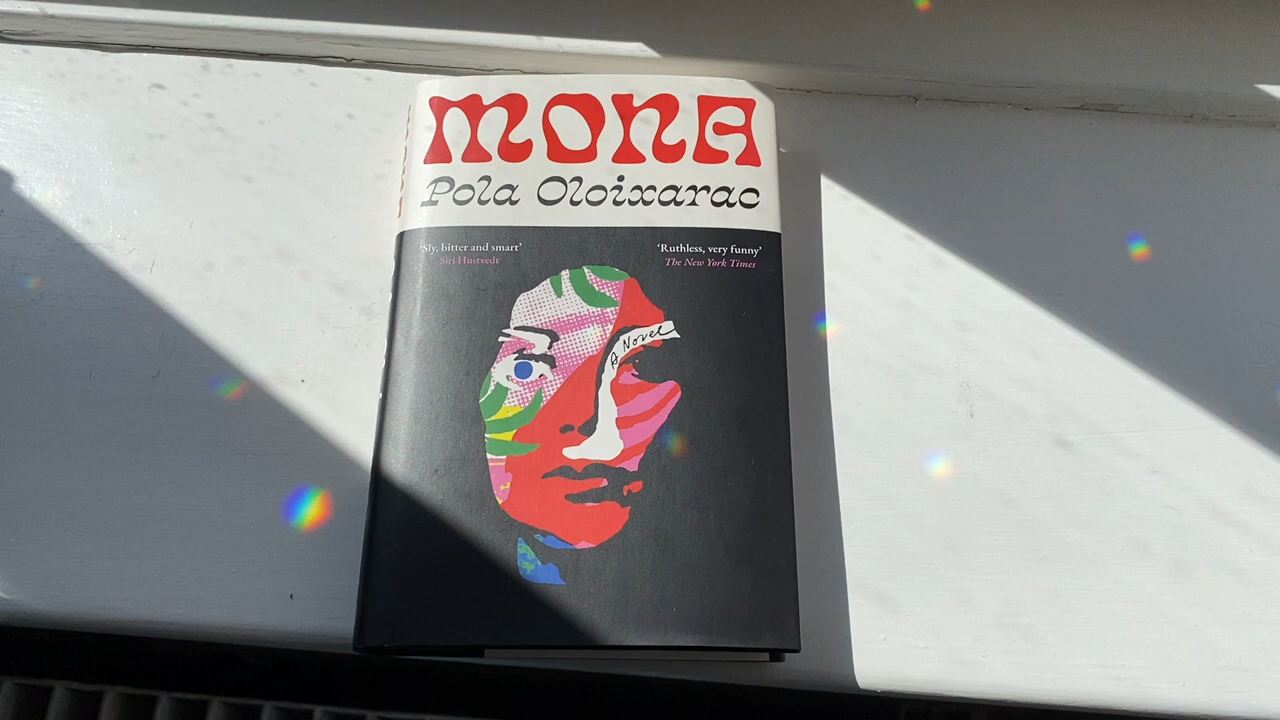 MONA
Pola Oloixarac
‘Sly, bitter and smart’
Siri Hustvedt
‘Ruthless, very funny’
The New York Times
A Novel